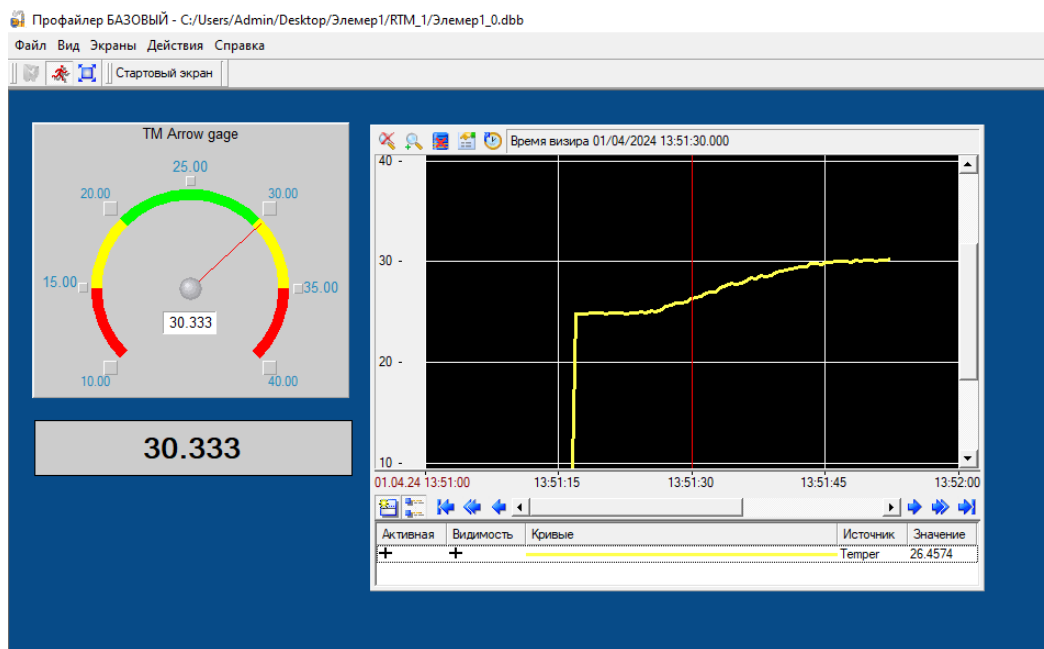 Профайлер БАЗОВЫЙ - C:/Users/Admin/Desktop/Элемер1/RTM_1/Элемер1_0.dbb
Файл Вид Экраны Действия Справка
Стартовый экран
TM Arrow gage
25.00
20.00 30.00
15.00 35.00
30.333
10.00 40.00
30.333
Время визира 01/04/2024 13:51:30.000
40 -
30 -
20 -
10 -
01.04.24 13:51:00 13:51:15 13:51:30 13:51:45 13:52:00
Активная Видимость Кривые Источник Значение
+ + Temper 26.4574